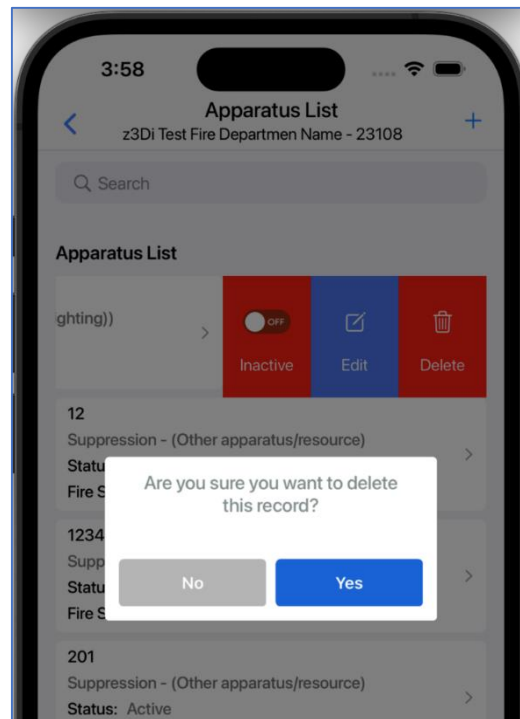 3:58
Apparatus List
z3Di Test Fire Departmen Name - 23108
Search
Apparatus List
ghting))
OFF
Inactive
Edit
Delete
12
Suppression - (Other apparatus/resource)
Statu
Fire S
Are you sure you want to delete
this record?
1234
Supp
Statu
Fire S
No
Yes
201
Suppression - (Other apparatus/resource)
Status: Active